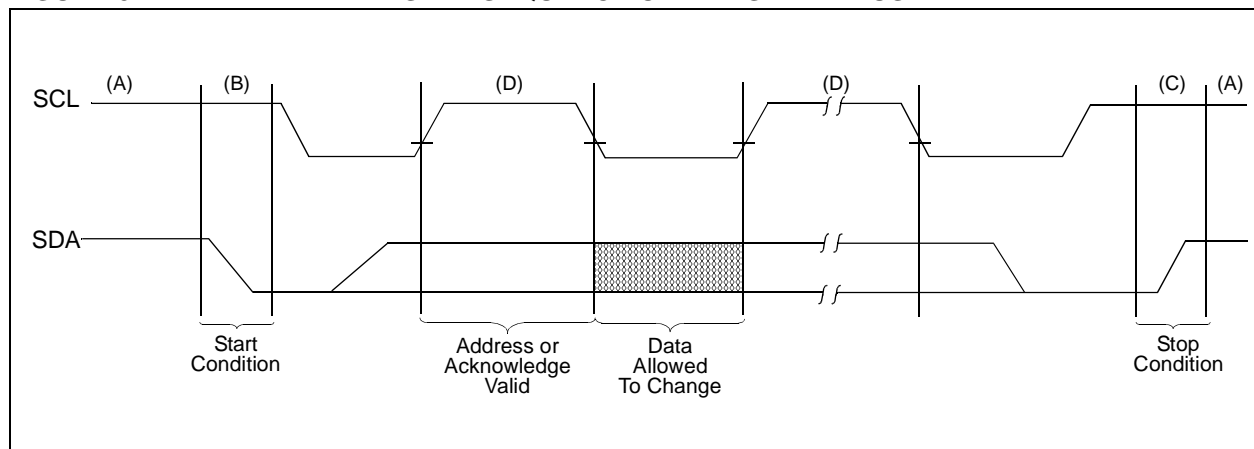 (A) (B) (D) (D) (C) (A)
SCL
SDA
Start
Condition
Address or
Acknowledge
Valid
Data
Allowed
To Change
Stop
Condition